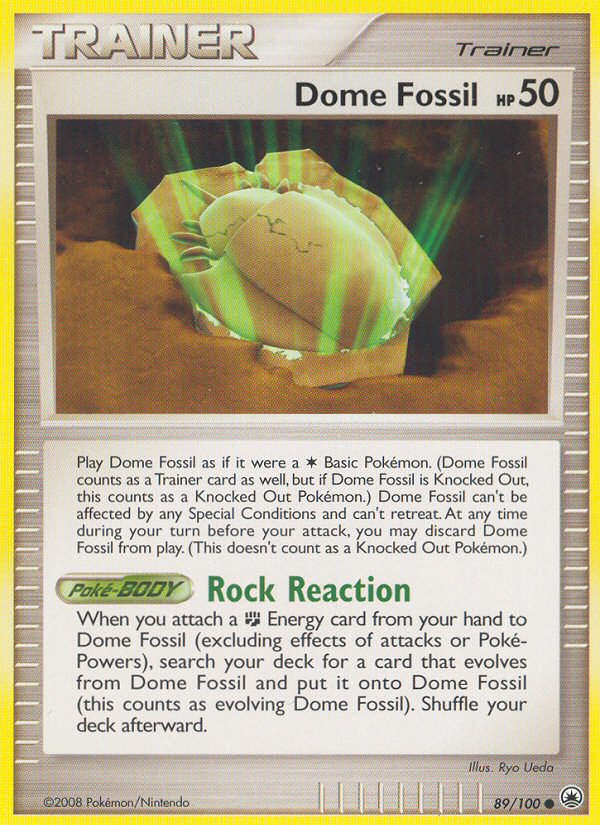 TRAINER
Trainer
Dome Fossil HP 50
Play Dome Fossil as if it were a ✶ Basic Pokémon. (Dome Fossil
counts as a Trainer card as well, but if Dome Fossil is Knocked Out,
this counts as a Knocked Out Pokémon.) Dome Fossil can't be
affected by any Special Conditions and can't retreat. At any time
during your turn before your attack, you may discard Dome
Fossil from play. (This doesn't count as a Knocked Out Pokémon.)
Poké-BODY Rock Reaction
When you attach a Energy card from your hand to
Dome Fossil (excluding effects of attacks or Poké-
Powers), search your deck for a card that evolves
from Dome Fossil and put it onto Dome Fossil
(this counts as evolving Dome Fossil). Shuffle your
deck afterward.
Illus. Ryo Ueda
©2008 Pokémon/Nintendo
89/100